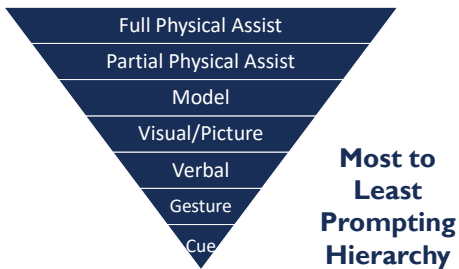 Full Physical Assist
Partial Physical Assist
Model
Visual/Picture
Verbal
Gesture
Cue
Most to
Least
Prompting
Hierarchy